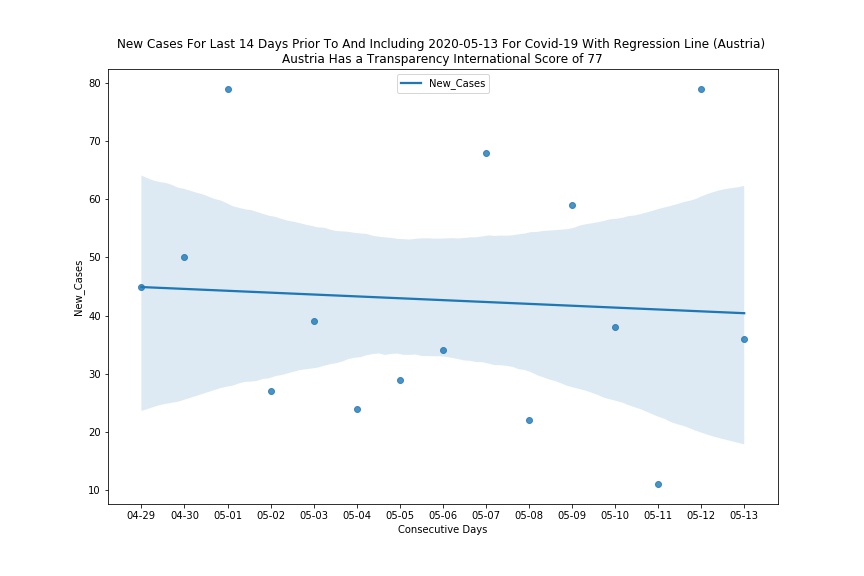 New Cases For Last 14 Days Prior To And Including 2020-05-13 For Covid-19 With Regression Line (Austria)
Austria Has a Transparency International Score of 77
New_Cases
80
70
60
50
40
30
20
10
New_Cases
04-29 04-30 05-01 05-02 05-03 05-04 05-05 05-06 05-07 05-08 05-09 05-10 05-11 05-12 05-13
Consecutive Days